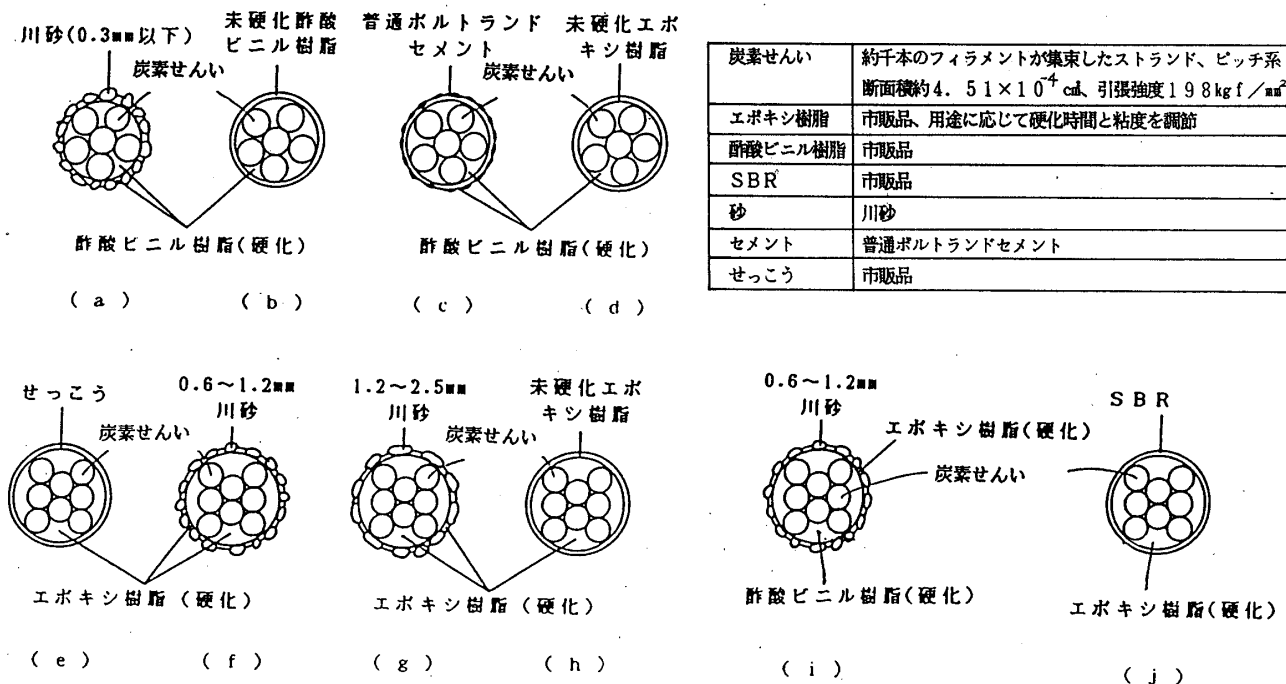 川砂(0.3mm以下)
未硬化酢酸
ビニル樹脂
炭素せんい
酢酸ビニル樹脂(硬化)
(a)
(b)
普通ポルトランド
セメント
未硬化エポ
キシ樹脂
炭素せんい
酢酸ビニル樹脂(硬化)
(c)
(d)
炭素せんい 約千本のフィラメントが集束したストランド、ピッチ系
断面積約4.51×10⁻⁴cm²、引張強度198kgf/mm²
エポキシ樹脂 市販品、用途に応じて硬化時間と粘度を調節
酢酸ビニル樹脂 市販品
SBR 市販品
砂 川砂
セメント 普通ポルトランドセメント
せっこう 市販品
せっこう
0.6~1.2mm
川砂
炭素せんい
エポキシ樹脂(硬化)
(e)
(f)
1.2~2.5mm
川砂
未硬化エポ
キシ樹脂
炭素せんい
エポキシ樹脂(硬化)
(g)
(h)
0.6~1.2mm
川砂
エポキシ樹脂(硬化)
炭素せんい
SBR
酢酸ビニル樹脂(硬化)
エポキシ樹脂(硬化)
(i)
(j)